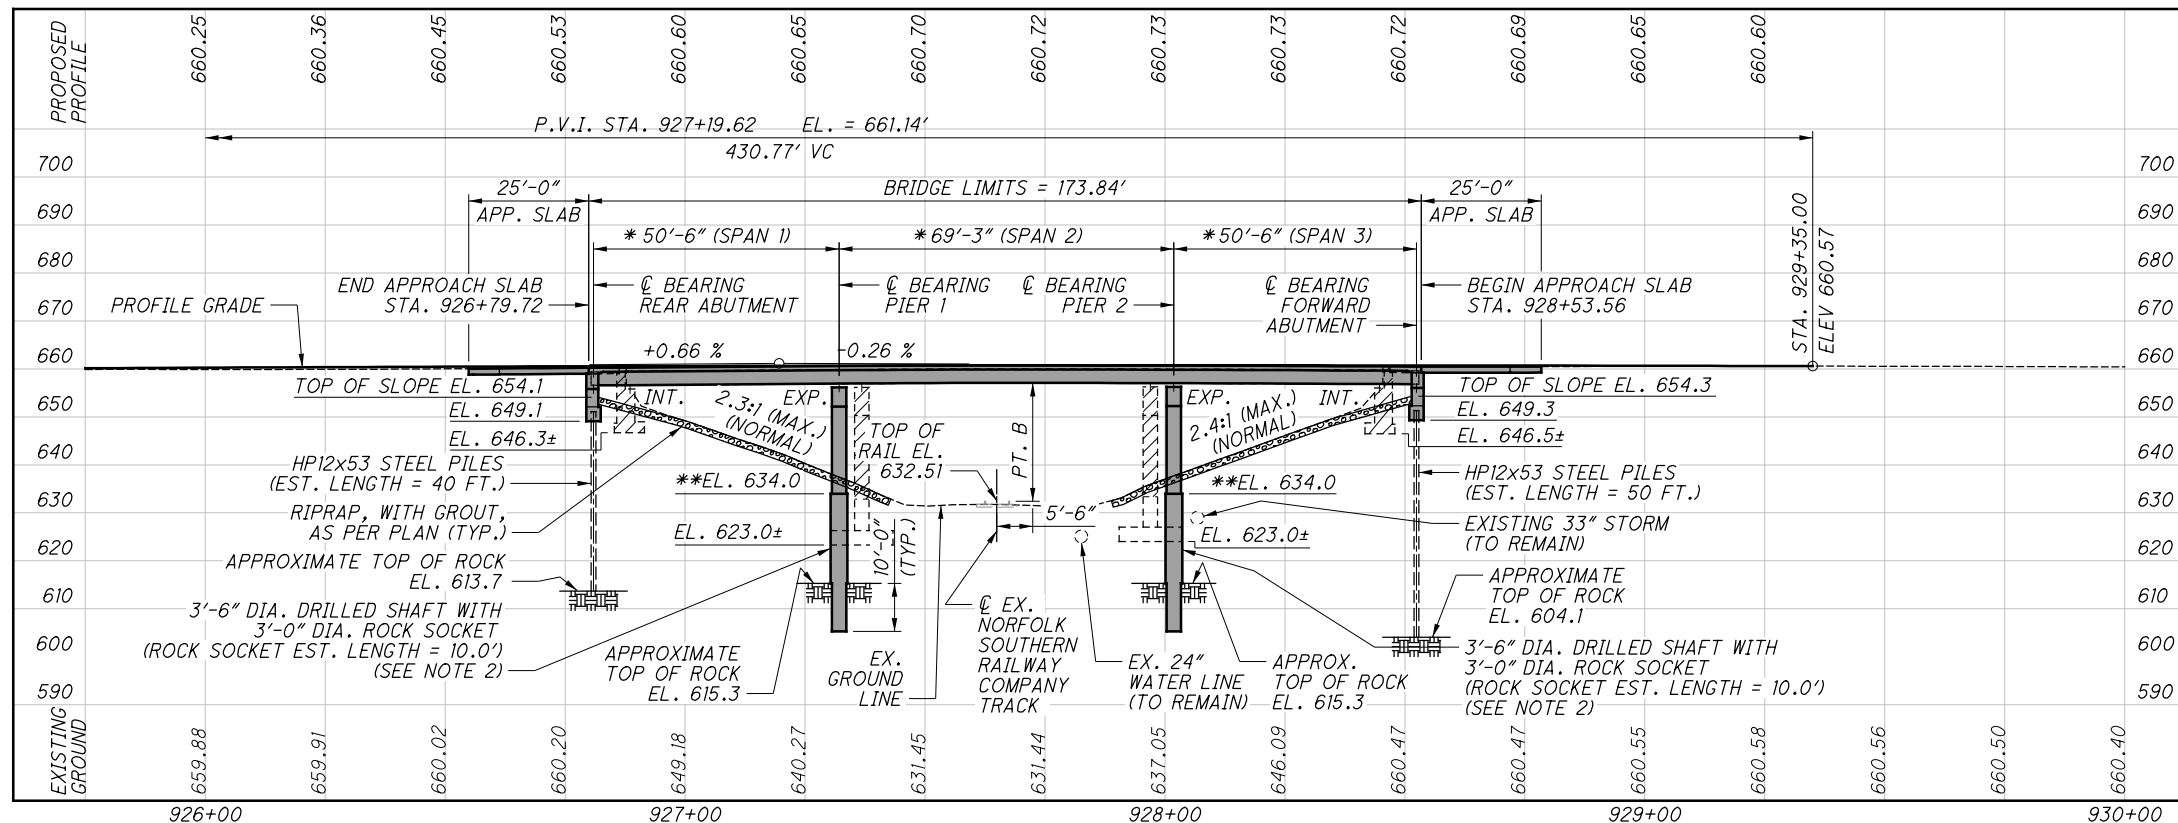 PROPOSED
PROFILE
660.25
660.36
660.45
660.53
660.60
660.65
660.70
660.72
660.73
660.73
660.72
660.69
660.65
660.60
P.V.I. STA. 927+19.62 EL. = 661.14'
430.77' VC
700
690
680
670
660
650
640
630
620
610
600
590
700
690
680
670
660
650
640
630
620
610
600
590
25'-0"
APP. SLAB
BRIDGE LIMITS = 173.84'
25'-0"
APP. SLAB
* 50'-6" (SPAN 1)
* 69'-3" (SPAN 2)
* 50'-6" (SPAN 3)
STA. 929+35.00
ELEV 660.57
PROFILE GRADE
END APPROACH SLAB
STA. 926+79.72
℄ BEARING
REAR ABUTMENT
℄ BEARING
PIER 1
℄ BEARING
PIER 2
℄ BEARING
FORWARD
ABUTMENT
BEGIN APPROACH SLAB
STA. 928+53.56
+0.66 %
-0.26 %
TOP OF SLOPE EL. 654.1
EL. 649.1
EL. 646.3±
HP12x53 STEEL PILES
(EST. LENGTH = 40 FT.)
RIPRAP, WITH GROUT,
AS PER PLAN (TYP.)
APPROXIMATE TOP OF ROCK
EL. 613.7
3'-6" DIA. DRILLED SHAFT WITH
3'-0" DIA. ROCK SOCKET
(ROCK SOCKET EST. LENGTH = 10.0')
(SEE NOTE 2)
INT.
2.3:1 (MAX.)
(NORMAL)
EXP.
**EL. 634.0
EL. 623.0±
APPROXIMATE
TOP OF ROCK
EL. 615.3
10'-0"
(TYP.)
TOP OF
RAIL EL.
632.51
PT. B
5'-6"
EX.
GROUND
LINE
℄ EX.
NORFOLK
SOUTHERN
RAILWAY
COMPANY
TRACK
EX. 24"
WATER LINE
(TO REMAIN)
EXP.
2.4:1 (MAX.)
(NORMAL)
INT.
**EL. 634.0
EL. 623.0±
APPROX.
TOP OF ROCK
EL. 615.3
TOP OF SLOPE EL. 654.3
EL. 649.3
EL. 646.5±
HP12x53 STEEL PILES
(EST. LENGTH = 50 FT.)
EXISTING 33" STORM
(TO REMAIN)
APPROXIMATE
TOP OF ROCK
EL. 604.1
3'-6" DIA. DRILLED SHAFT WITH
3'-0" DIA. ROCK SOCKET
(ROCK SOCKET EST. LENGTH = 10.0')
(SEE NOTE 2)
EXISTING
GROUND
659.88
659.91
660.02
660.20
649.18
640.27
631.45
631.44
637.05
646.09
660.47
660.47
660.55
660.58
660.56
660.50
660.40
926+00
927+00
928+00
929+00
930+00